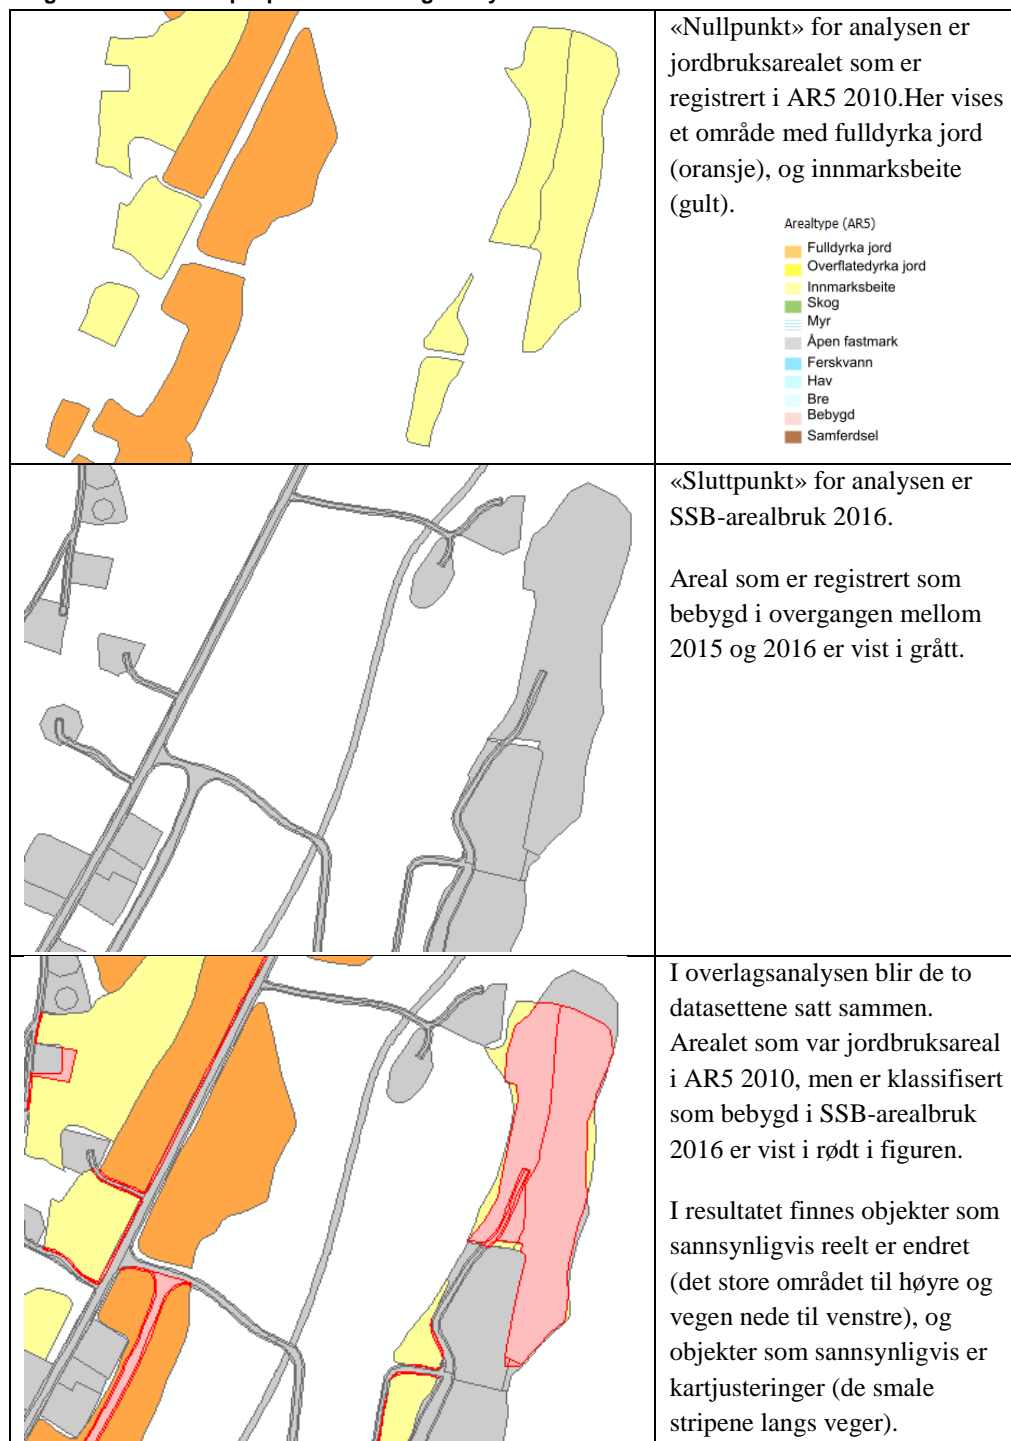 «Nullpunkt» for analysen er
jordbruksarealet som er
registrert i AR5 2010.Her vises
et område med fulldyrka jord
(oransje), og innmarksbeite
(gult).
Arealtype (AR5)
Fulldyrka jord
Overflatedyrka jord
Innmarksbeite
Skog
Myr
Åpen fastmark
Ferskvann
Hav
Bre
Bebygd
Samferdsel
«Sluttpunkt» for analysen er
SSB-arealbruk 2016.
Areal som er registrert som
bebygd i overgangen mellom
2015 og 2016 er vist i grått.
I overlagsanalysen blir de to
datasettene satt sammen.
Arealet som var jordbruksareal
i AR5 2010, men er klassifisert
som bebygd i SSB-arealbruk
2016 er vist i rødt i figuren.
I resultatet finnes objekter som
sannsynligvis reelt er endret
(det store området til høyre og
vegen nede til venstre), og
objekter som sannsynligvis er
kartjusteringer (de smale
stripene langs veger).